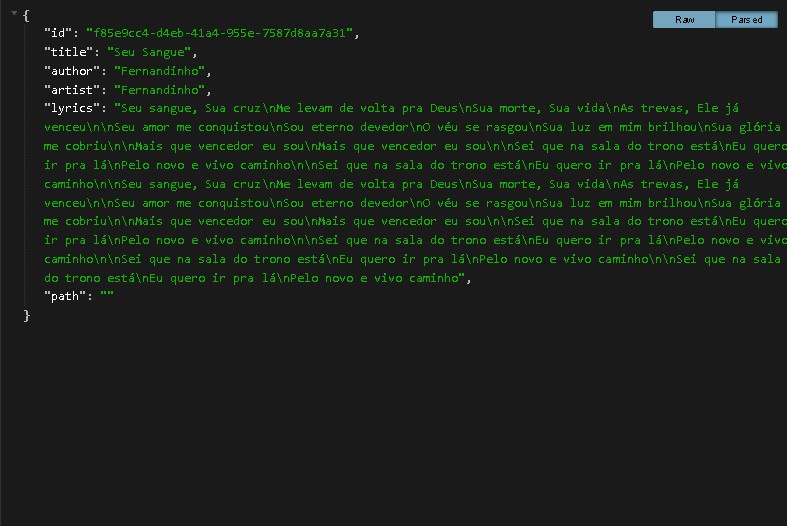 {
Raw Parsed
"id": "f85e9cc4-d4eb-41a4-955e-7587d8aa7a31",
"title": "Seu Sangue",
"author": "Fernandinho",
"artist": "Fernandinho",
"lyrics": "Seu sangue, Sua cruz\nMe levam de volta pra Deus\nSua morte, Sua vida\nAs trevas, Ele já
venceu\n\nSeu amor me conquistou\nSou eterno devedor\nO véu se rasgou\nSua luz em mim brilhou\nSua glória
me cobriu\n\nMais que vencedor eu sou\nMais que vencedor eu sou\n\nSei que na sala do trono está\nEu quero
ir pra lá\nPelo novo e vivo caminho\n\nSei que na sala do trono está\nEu quero ir pra lá\nPelo novo e vivo
caminho\nSeu sangue, Sua cruz\nMe levam de volta pra Deus\nSua morte, Sua vida\nAs trevas, Ele já
venceu\n\nSeu amor me conquistou\nSou eterno devedor\nO véu se rasgou\nSua luz em mim brilhou\nSua glória
me cobriu\n\nMais que vencedor eu sou\nMais que vencedor eu sou\n\nSei que na sala do trono está\nEu quero
ir pra lá\nPelo novo e vivo caminho\n\nSei que na sala do trono está\nEu quero ir pra lá\nPelo novo e vivo
caminho\n\nSei que na sala do trono está\nEu quero ir pra lá\nPelo novo e vivo caminho\n\nSei que na sala
do trono está\nEu quero ir pra lá\nPelo novo e vivo caminho",
"path": ""
}